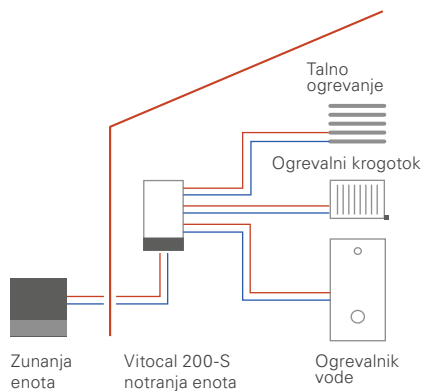 Talno
ogrevanje
Ogrevalni krogotok
Zunanja
enota
Vitocal 200-S
notranja enota
Ogrevalnik
vode